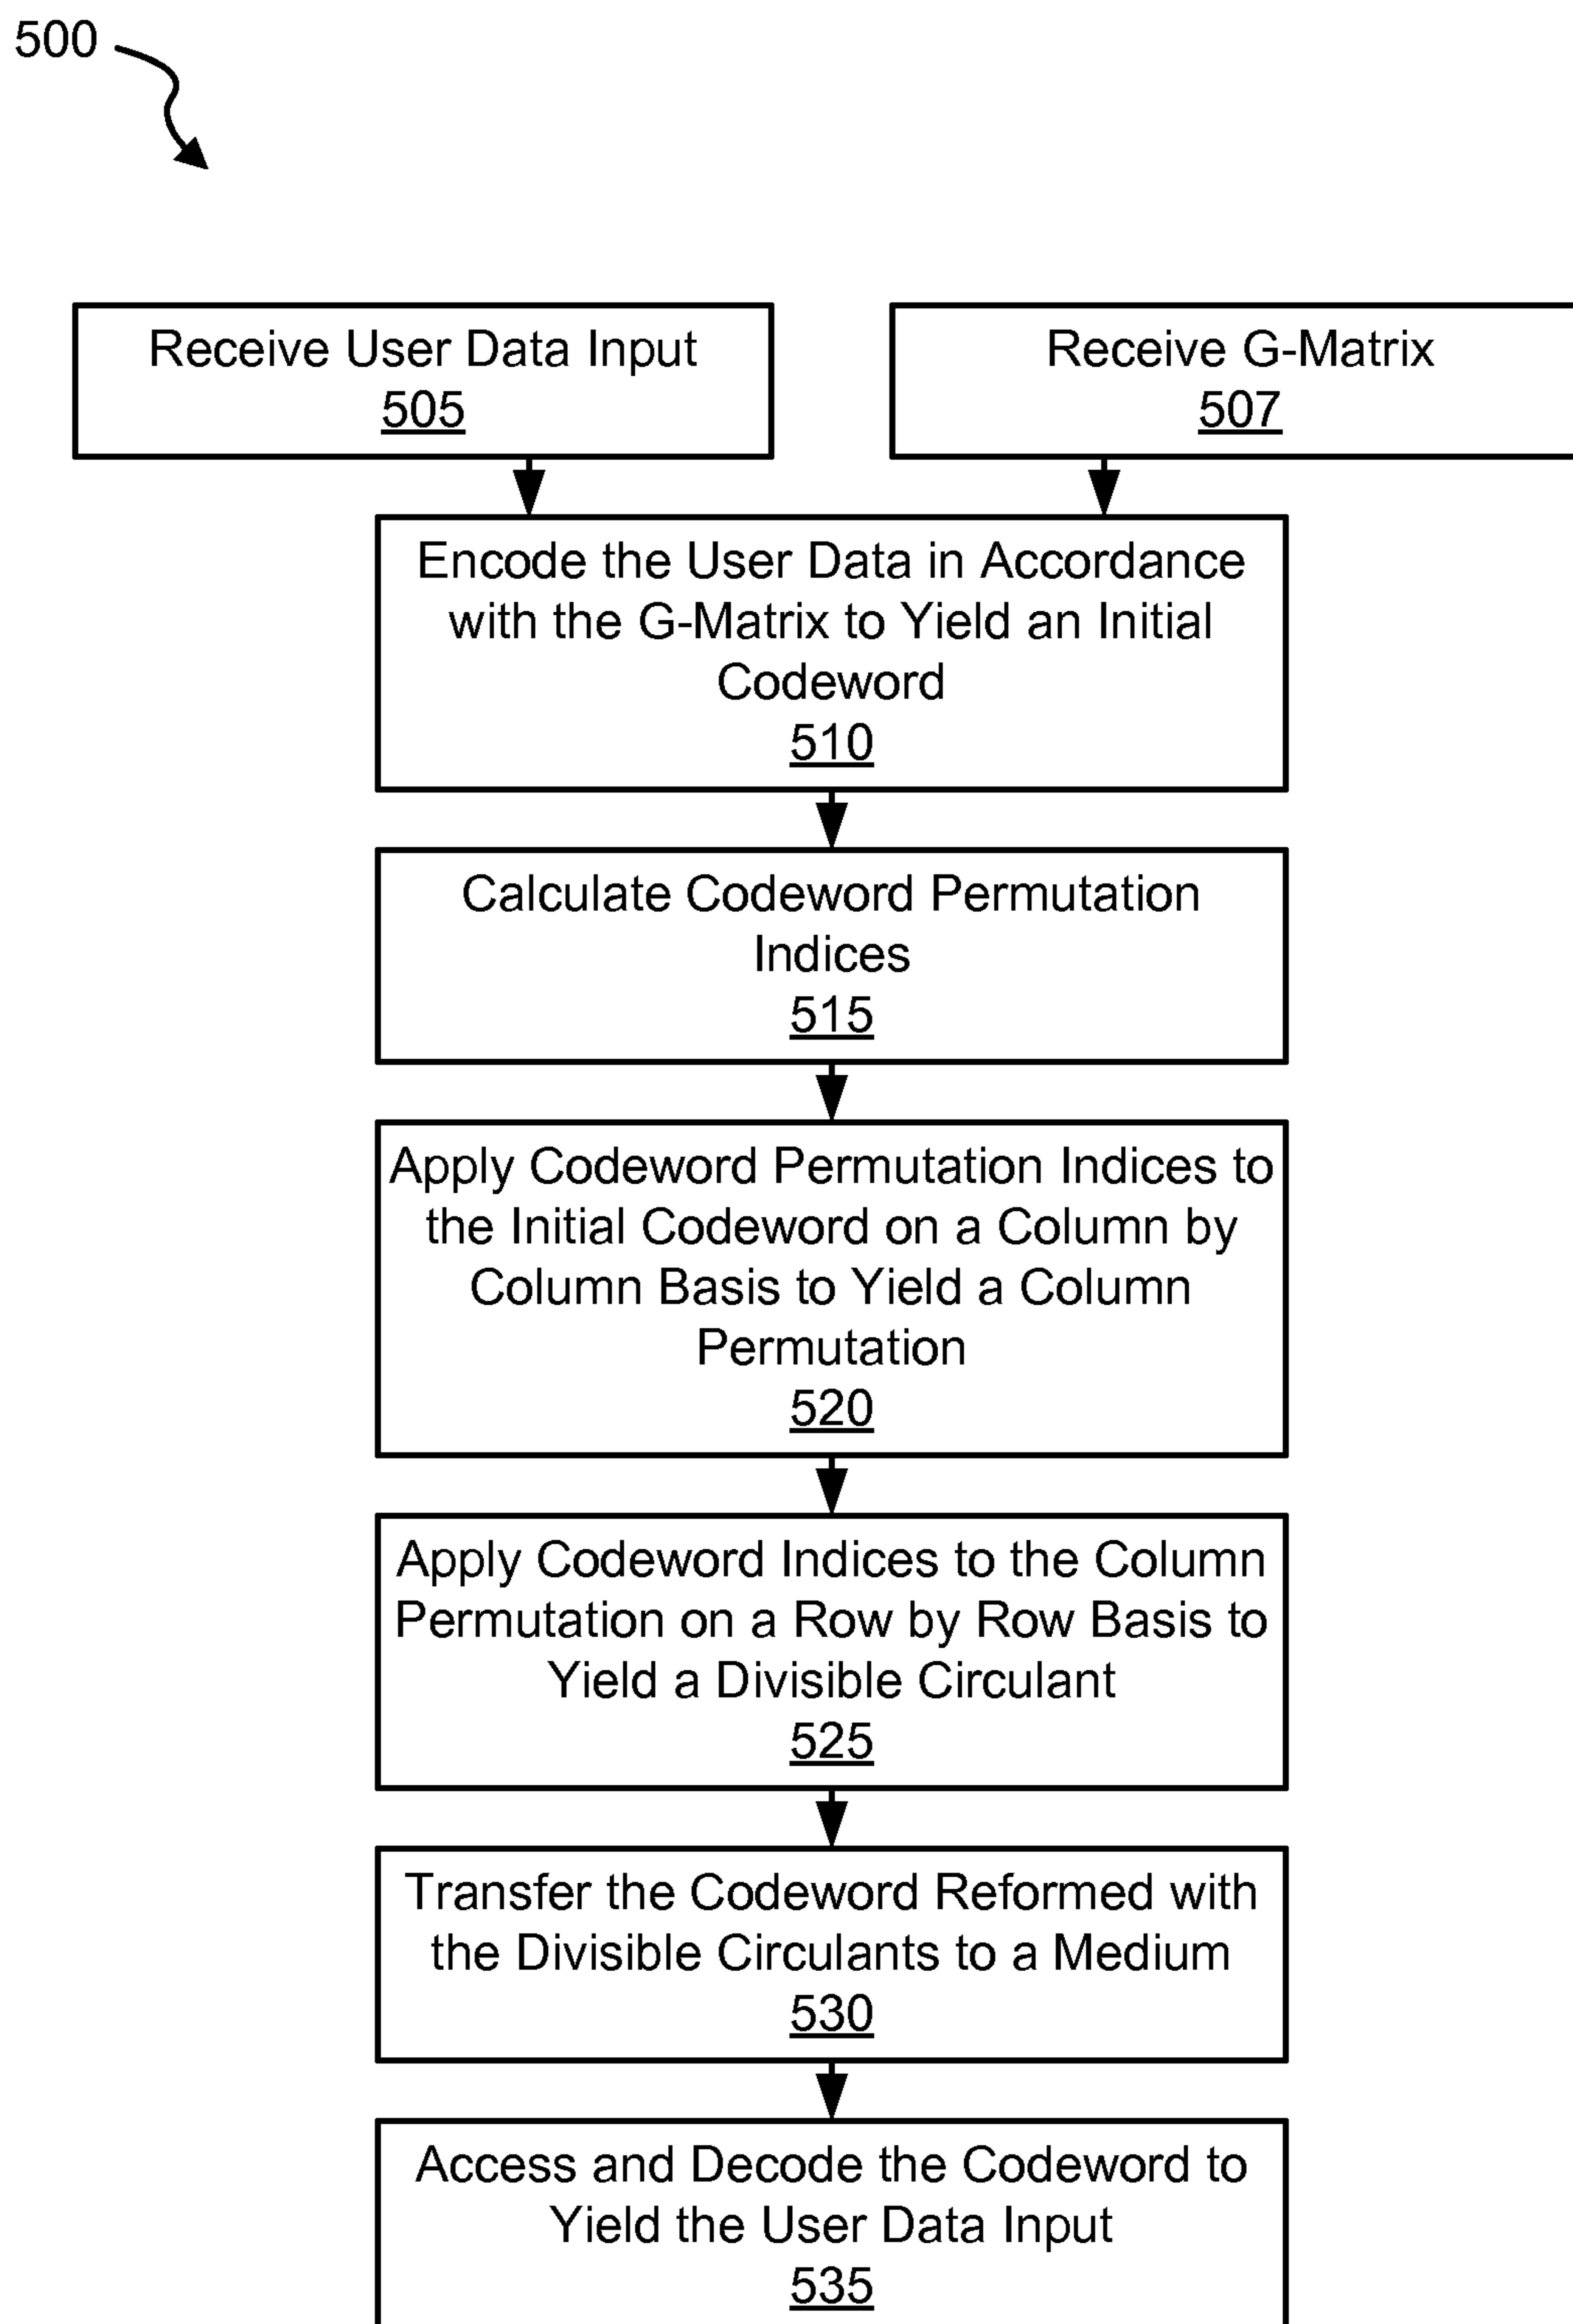 500
Receive User Data Input
505
Receive G-Matrix
507
Encode the User Data in Accordance
with the G-Matrix to Yield an Initial
Codeword
510
Calculate Codeword Permutation
Indices
515
Apply Codeword Permutation Indices to
the Initial Codeword on a Column by
Column Basis to Yield a Column
Permutation
520
Apply Codeword Indices to the Column
Permutation on a Row by Row Basis to
Yield a Divisible Circulant
525
Transfer the Codeword Reformed with
the Divisible Circulants to a Medium
530
Access and Decode the Codeword to
Yield the User Data Input
535